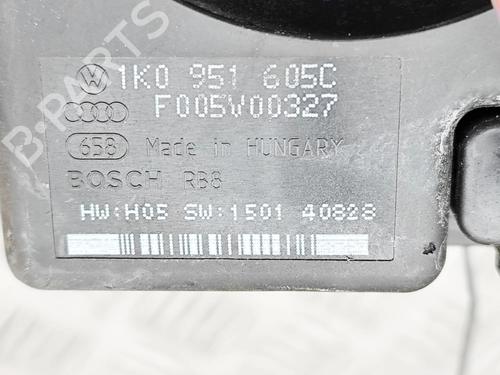 1K0 951 605C
F005V00327
658 Made in HUNGARY
BOSCH RB8
HW:H05 SW:1501 40828
B-PARTS